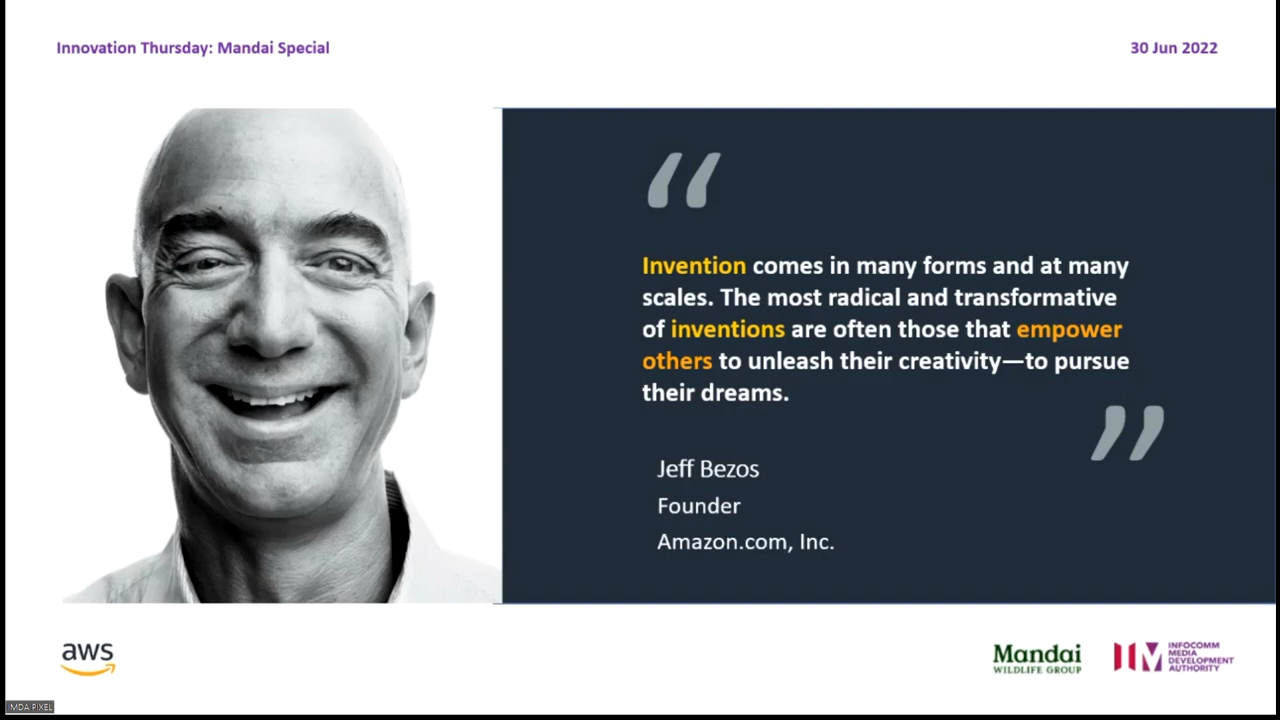 Innovation Thursday: Mandai Special
30 Jun 2022
“
Invention comes in many forms and at many
scales. The most radical and transformative
of inventions are often those that empower
others to unleash their creativity—to pursue
their dreams.
”
Jeff Bezos
Founder
Amazon.com, Inc.
aws
Mandai
WILDLIFE GROUP
INFOCOMM
MEDIA
DEVELOPMENT
AUTHORITY
IMDA PIXEL